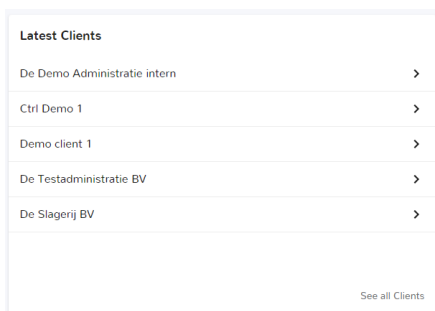 Latest Clients
De Demo Administratie intern
Ctrl Demo 1
Demo client 1
De Testadministratie BV
De Slagerij BV
See all Clients